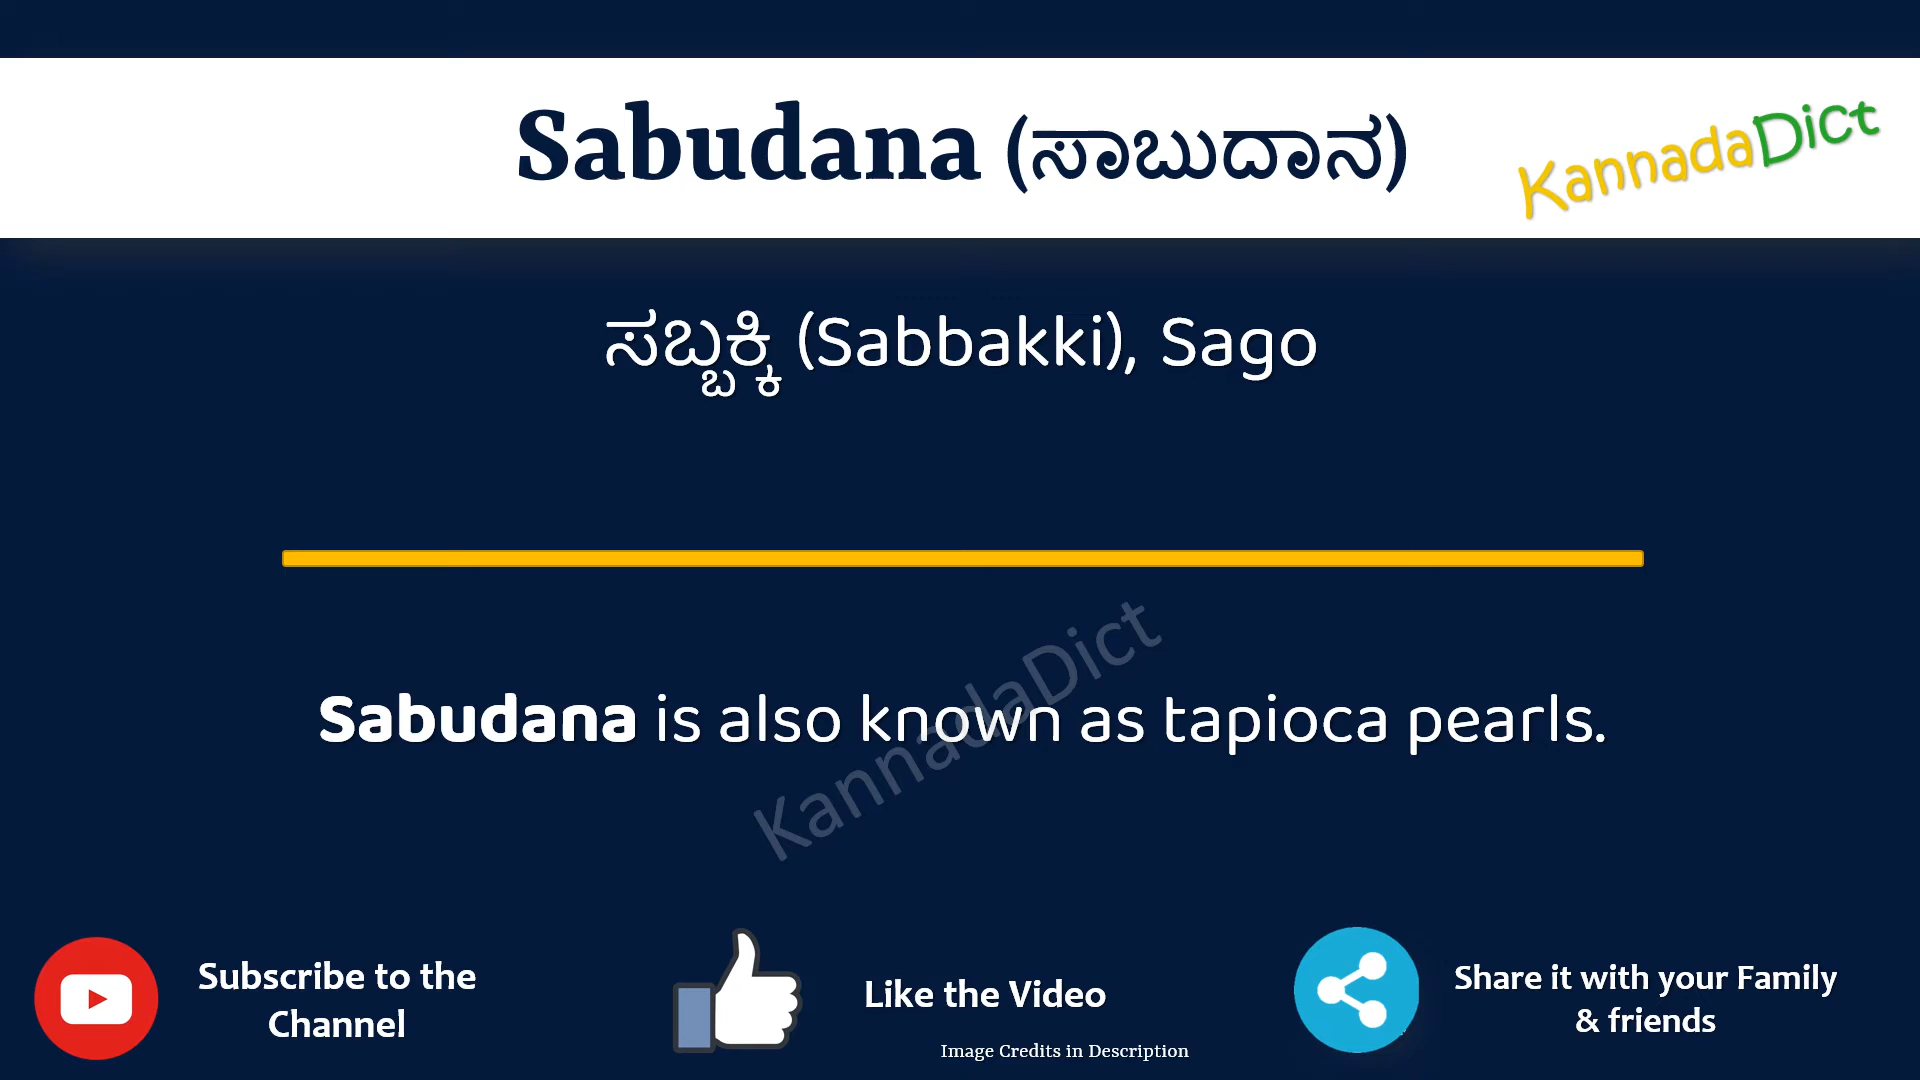 Sabudana (ಸಾಬುದಾನ)
KannadaDict
ಸಬ್ಬಕ್ಕಿ (Sabbakki), Sago
Sabudana is also known as tapioca pearls.
KannadaDict
Subscribe to the
Channel
Like the Video
Share it with your Family
& friends
Image Credits in Description